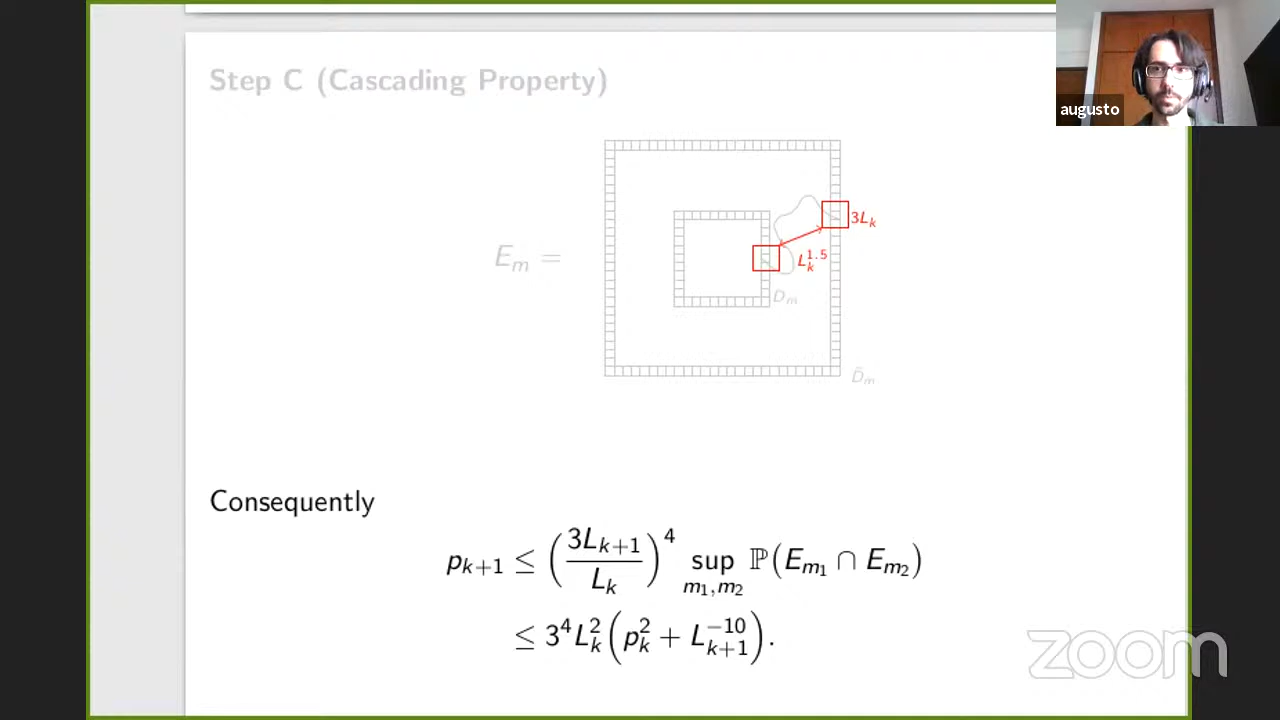 Step C (Cascading Property)
augusto
3L_k
E_m =
L_k^{1.5}
D_m
D̃_m
Consequently
p_{k+1} ≤ (3L_{k+1} / L_k)^4 sup_{m_1,m_2} ℙ(E_{m_1} ∩ E_{m_2})
≤ 3^4 L_k^2 (p_k^2 + L_{k+1}^{-10}).
zoom